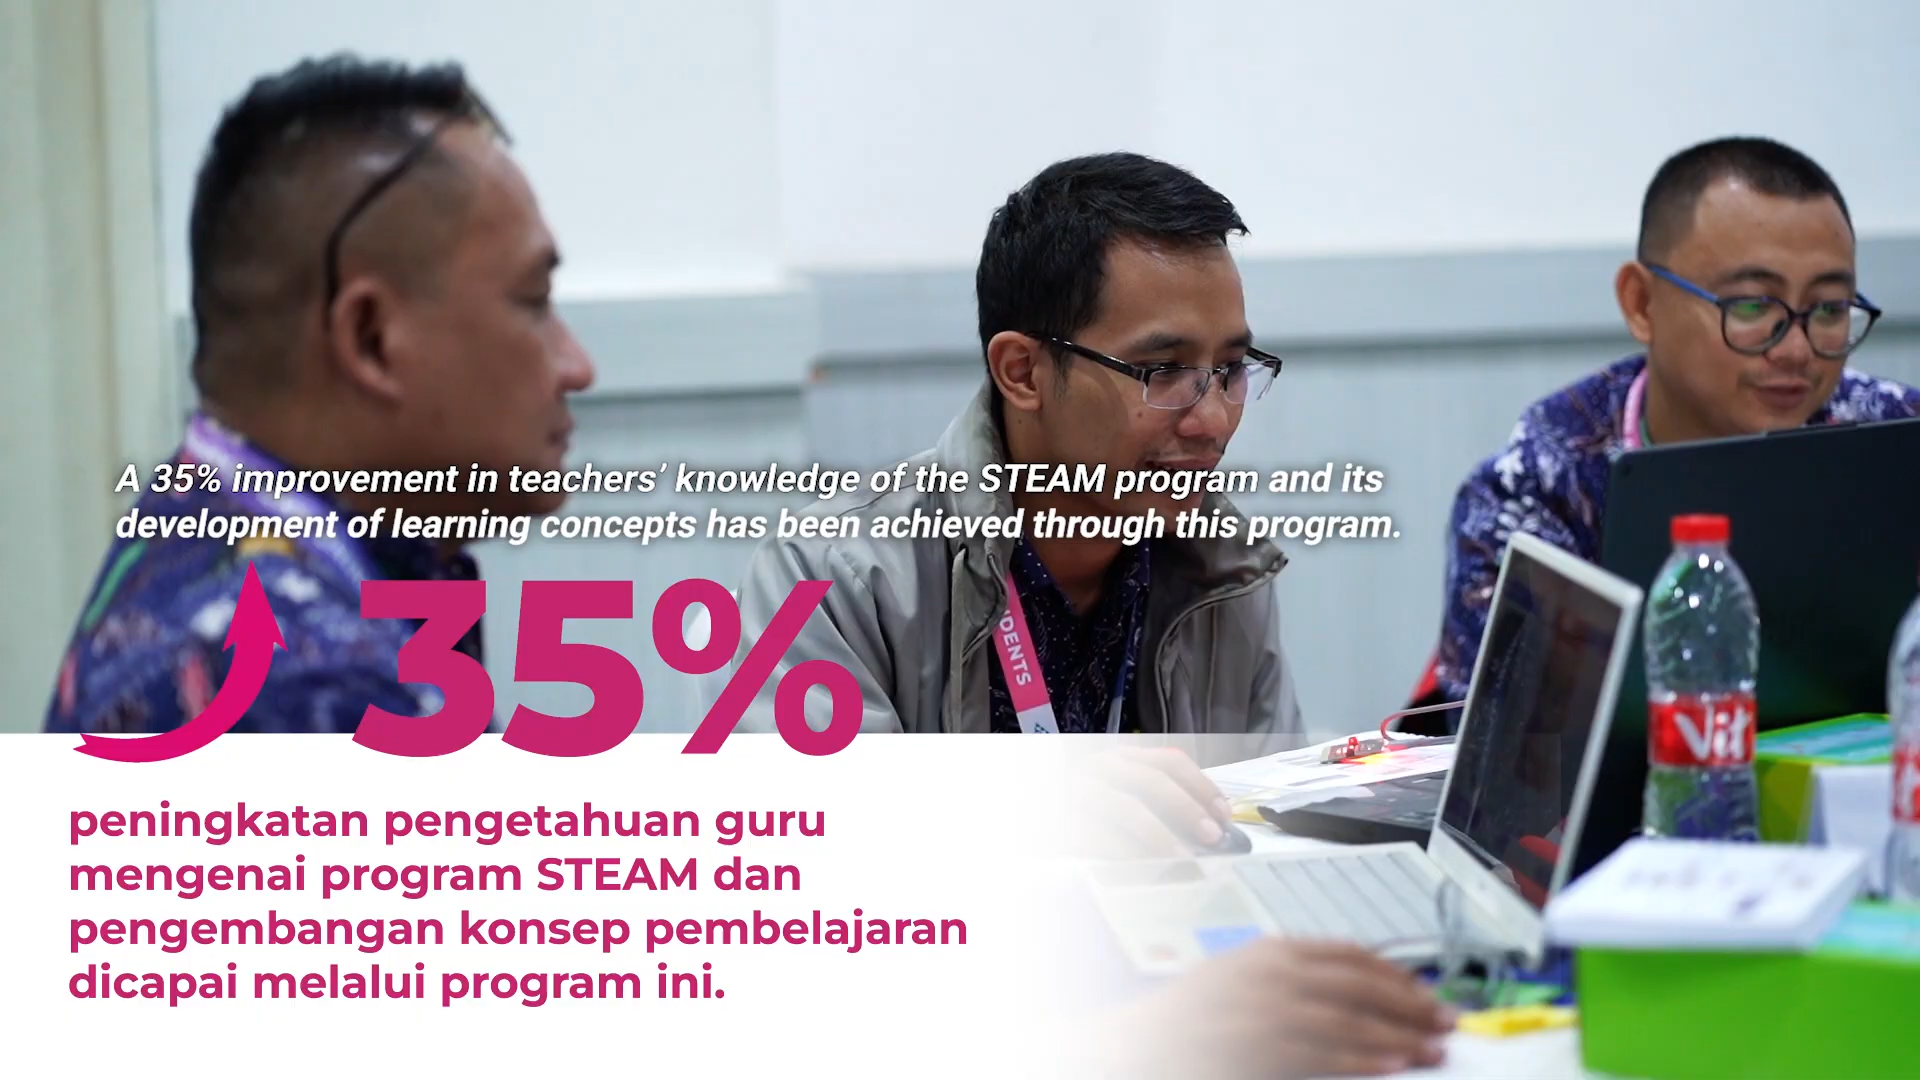 A 35% improvement in teachers’ knowledge of the STEAM program and its
development of learning concepts has been achieved through this program.
35%
peningkatan pengetahuan guru
mengenai program STEAM dan
pengembangan konsep pembelajaran
dicapai melalui program ini.
Vit